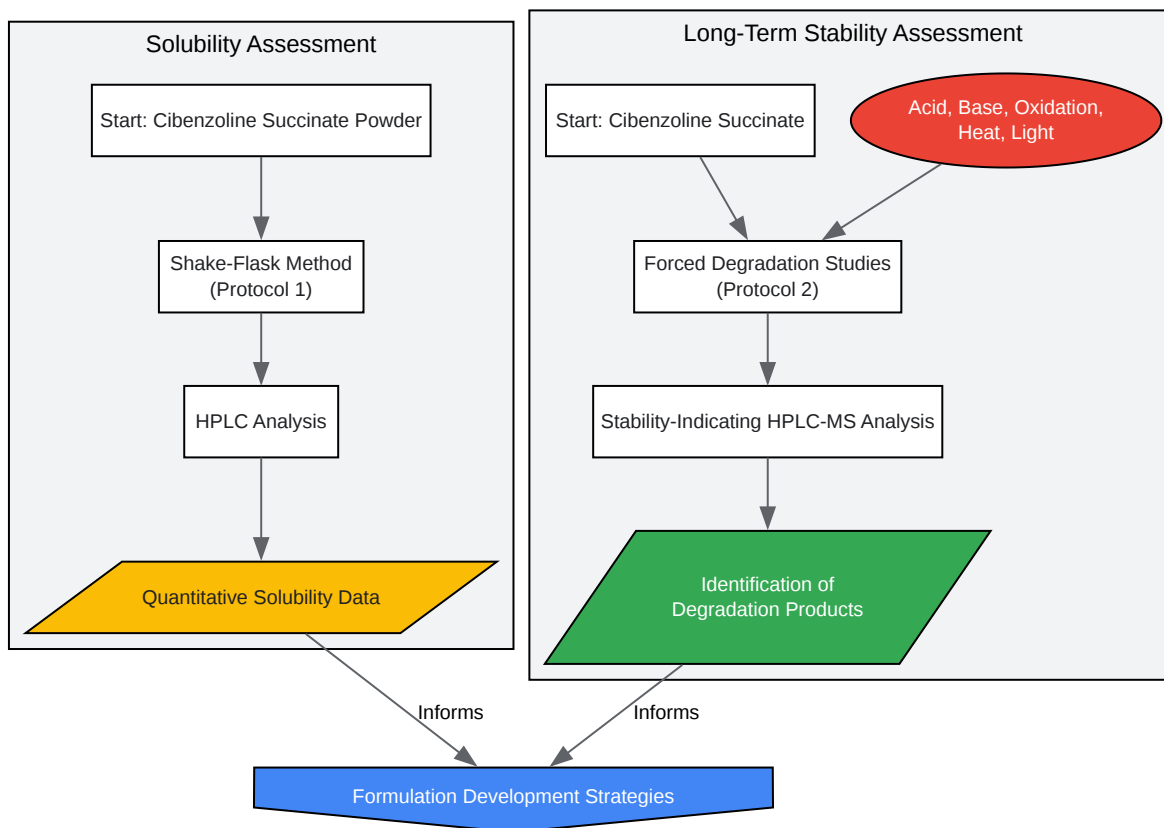 Solubility Assessment
Start: Cibenzoline Succinate Powder
Shake-Flask Method
(Protocol 1)
HPLC Analysis
Quantitative Solubility Data
Long-Term Stability Assessment
Start: Cibenzoline Succinate
Acid, Base, Oxidation,
Heat, Light
Forced Degradation Studies
(Protocol 2)
Stability-Indicating HPLC-MS Analysis
Identification of
Degradation Products
Informs
Informs
Formulation Development Strategies